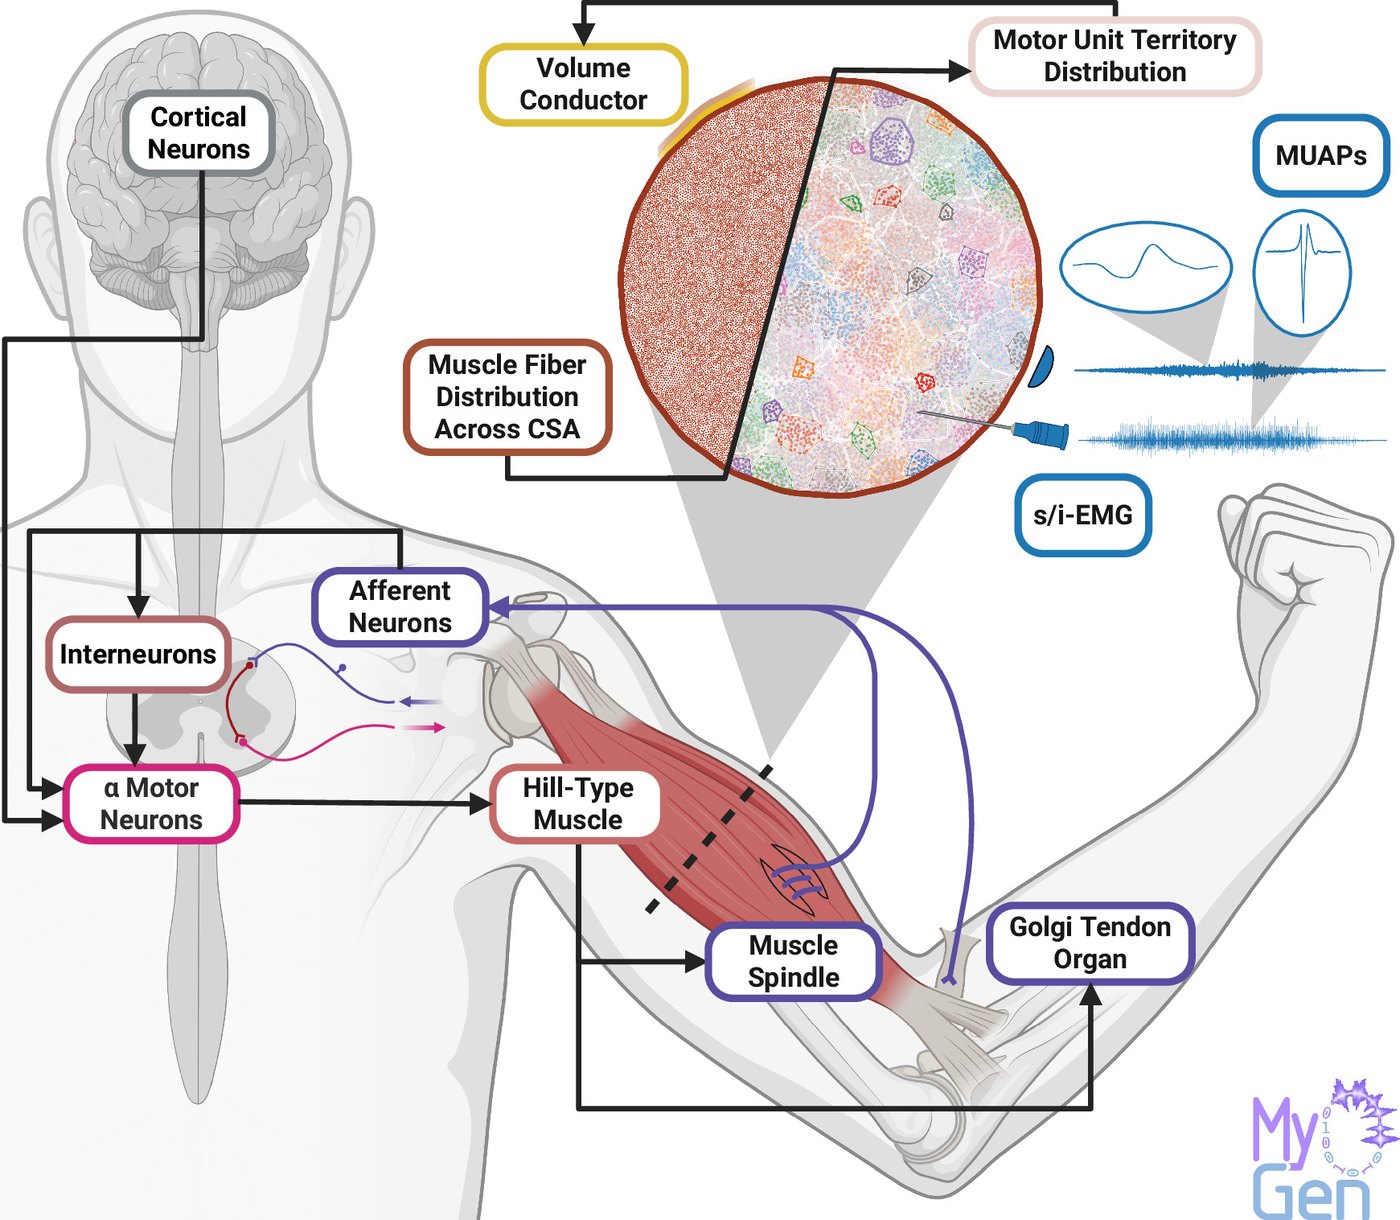 Cortical
Neurons
Volume
Conductor
Motor Unit Territory
Distribution
MUAPs
Muscle Fiber
Distribution
Across CSA
s/i-EMG
Afferent
Neurons
Interneurons
α Motor
Neurons
Hill-Type
Muscle
Muscle
Spindle
Golgi Tendon
Organ
My
Gen